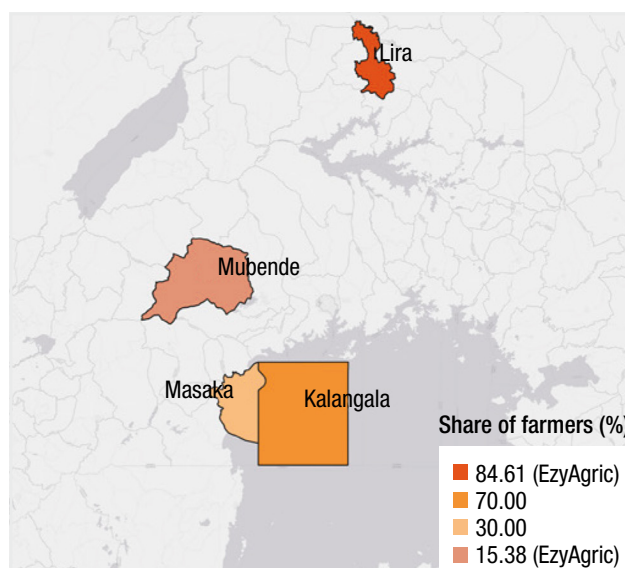 Lira
Mubende
Masaka
Kalangala
Share of farmers (%)
84.61 (EzyAgric)
70.00
30.00
15.38 (EzyAgric)